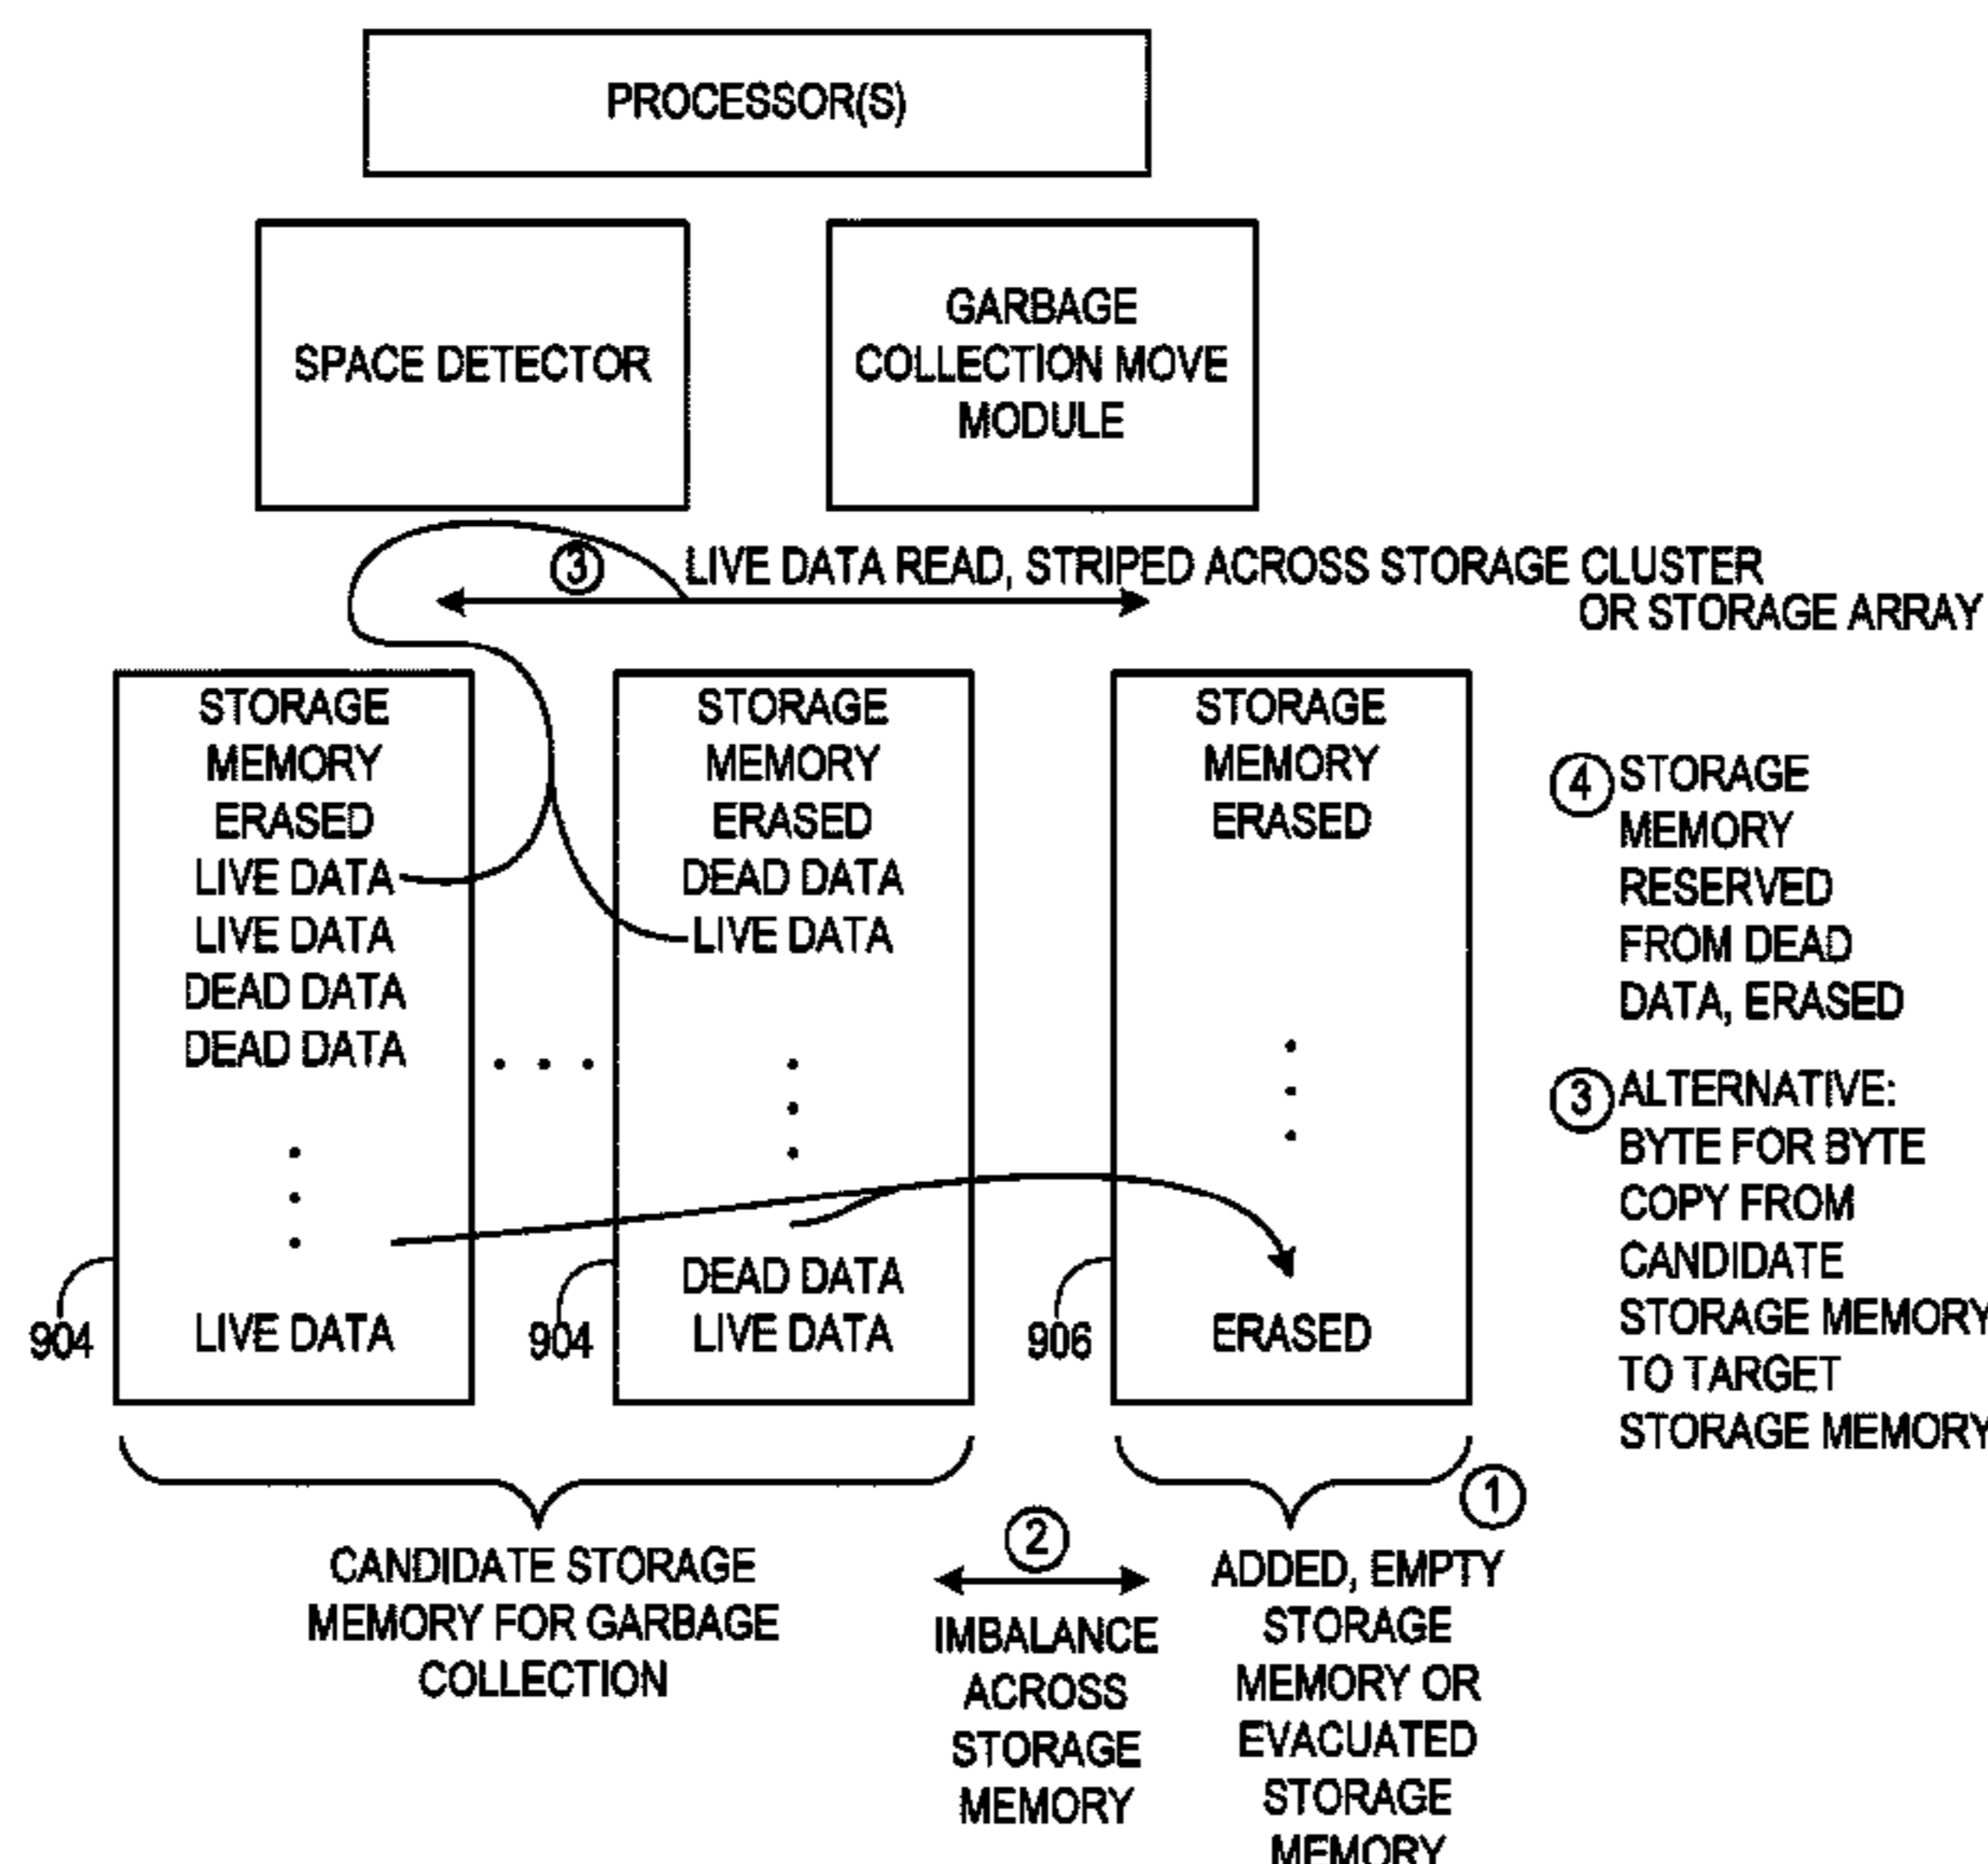 PROCESSOR(S)
SPACE DETECTOR
GARBAGE
COLLECTION MOVE
MODULE
③ LIVE DATA READ, STRIPED ACROSS STORAGE CLUSTER
OR STORAGE ARRAY
STORAGE
MEMORY
ERASED
LIVE DATA
LIVE DATA
DEAD DATA
DEAD DATA
LIVE DATA
904
. . .
STORAGE
MEMORY
ERASED
DEAD DATA
LIVE DATA
DEAD DATA
LIVE DATA
904
STORAGE
MEMORY
ERASED
ERASED
906
④ STORAGE
MEMORY
RESERVED
FROM DEAD
DATA, ERASED
③ ALTERNATIVE:
BYTE FOR BYTE
COPY FROM
CANDIDATE
STORAGE MEMORY
TO TARGET
STORAGE MEMORY
CANDIDATE STORAGE
MEMORY FOR GARBAGE
COLLECTION
②
IMBALANCE
ACROSS
STORAGE
MEMORY
①
ADDED, EMPTY
STORAGE
MEMORY OR
EVACUATED
STORAGE
MEMORY